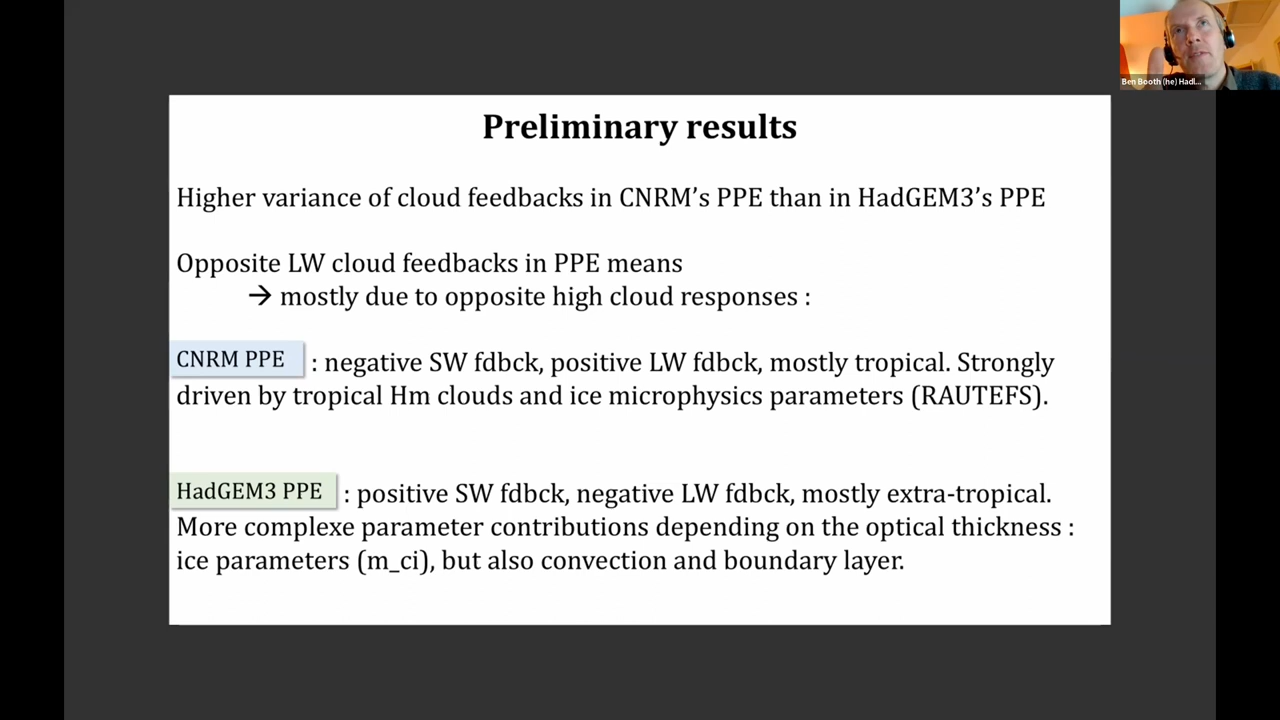 Ben Booth (he) Hadl...
Preliminary results
Higher variance of cloud feedbacks in CNRM’s PPE than in HadGEM3’s PPE
Opposite LW cloud feedbacks in PPE means
→ mostly due to opposite high cloud responses :
CNRM PPE : negative SW fdbck, positive LW fdbck, mostly tropical. Strongly
driven by tropical Hm clouds and ice microphysics parameters (RAUTEFS).
HadGEM3 PPE : positive SW fdbck, negative LW fdbck, mostly extra-tropical.
More complexe parameter contributions depending on the optical thickness :
ice parameters (m_ci), but also convection and boundary layer.